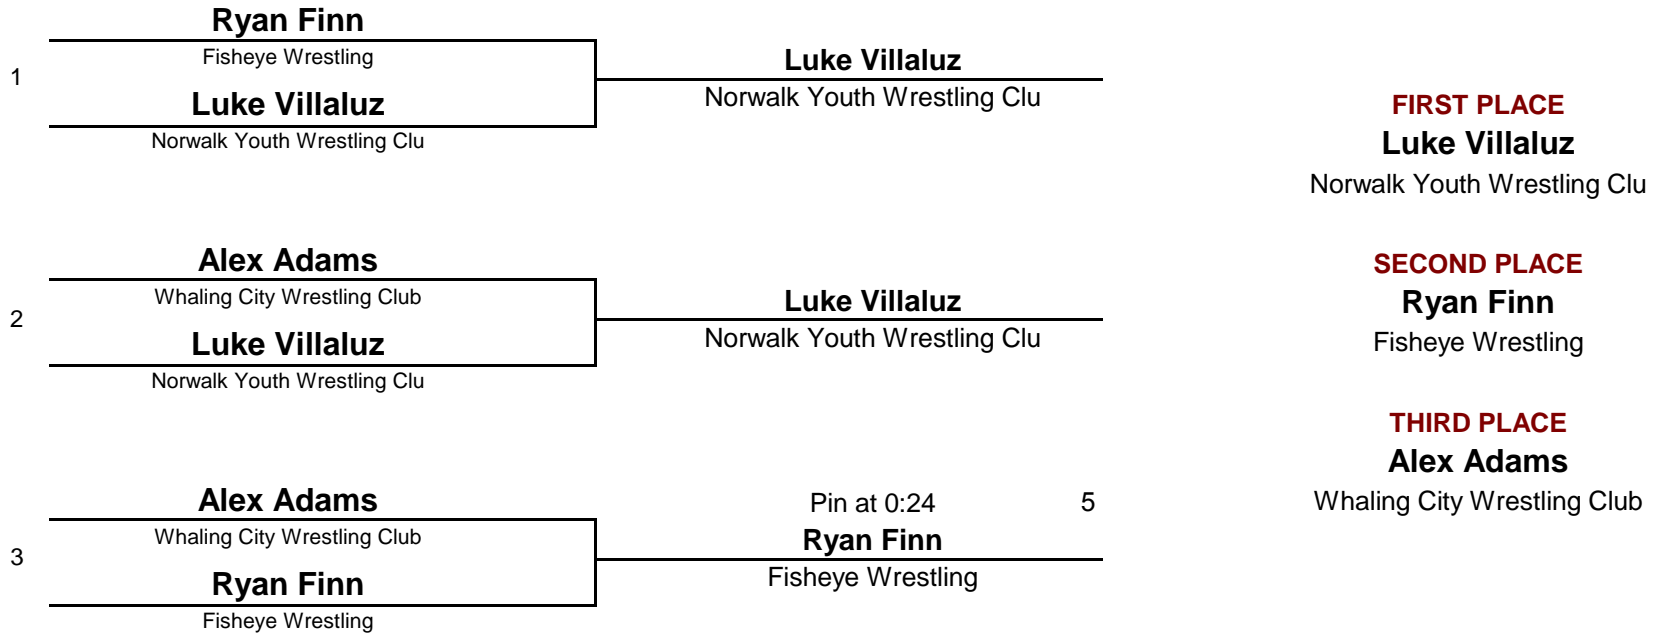 Ryan Finn
Fisheye Wrestling
1
Luke Villaluz
Norwalk Youth Wrestling Clu
Luke Villaluz
Norwalk Youth Wrestling Clu
Alex Adams
Whaling City Wrestling Club
2
Luke Villaluz
Norwalk Youth Wrestling Clu
Luke Villaluz
Norwalk Youth Wrestling Clu
Alex Adams
Whaling City Wrestling Club
3
Ryan Finn
Fisheye Wrestling
Pin at 0:24 5
Ryan Finn
Fisheye Wrestling
FIRST PLACE
Luke Villaluz
Norwalk Youth Wrestling Clu
SECOND PLACE
Ryan Finn
Fisheye Wrestling
THIRD PLACE
Alex Adams
Whaling City Wrestling Club